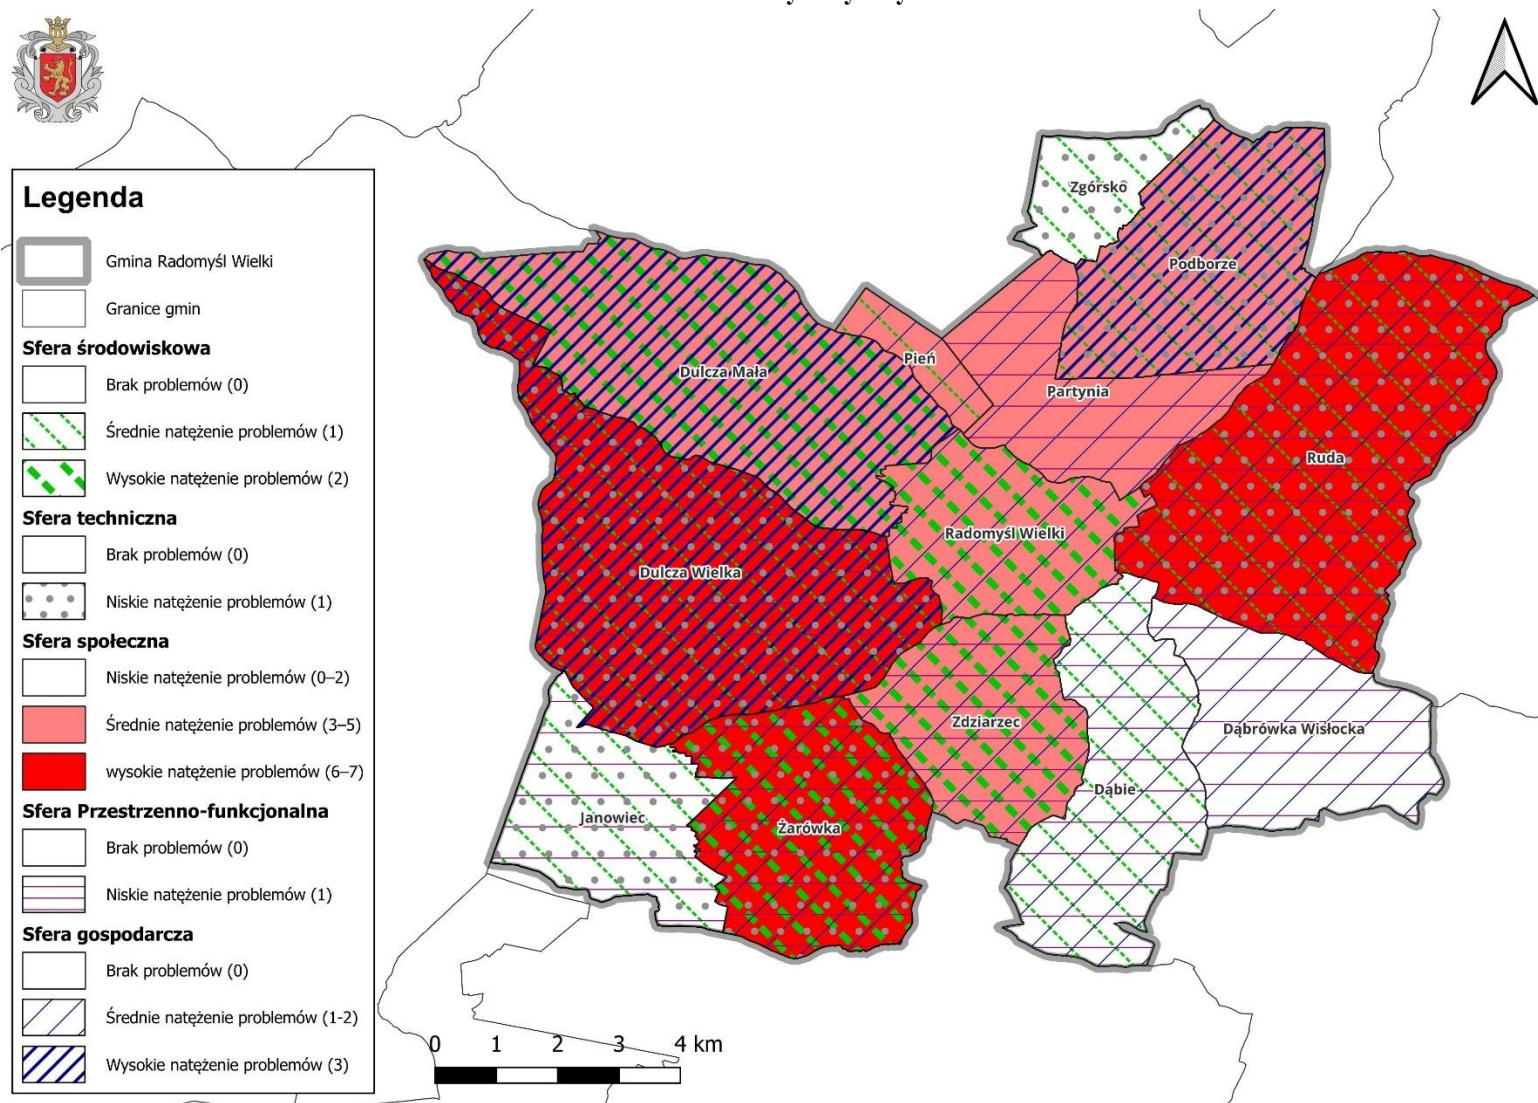 Legenda
Gmina Radomyśl Wielki
Granice gmin
Sfera środowiskowa
Brak problemów (0)
Średnie natężenie problemów (1)
Wysokie natężenie problemów (2)
Sfera techniczna
Brak problemów (0)
Niskie natężenie problemów (1)
Sfera społeczna
Niskie natężenie problemów (0–2)
Średnie natężenie problemów (3–5)
wysokie natężenie problemów (6–7)
Sfera Przestrzenno-funkcjonalna
Brak problemów (0)
Niskie natężenie problemów (1)
Sfera gospodarcza
Brak problemów (0)
Średnie natężenie problemów (1-2)
Wysokie natężenie problemów (3)
Zgórsko
Podborze
Pień
Dulcza Mała
Partynia
Ruda
Radomyśl Wielki
Dulcza Wielka
Zdziarzec
Dąbrówka Wisłocka
Dąbie
Janowiec
Żarówka
0 1 2 3 4 km